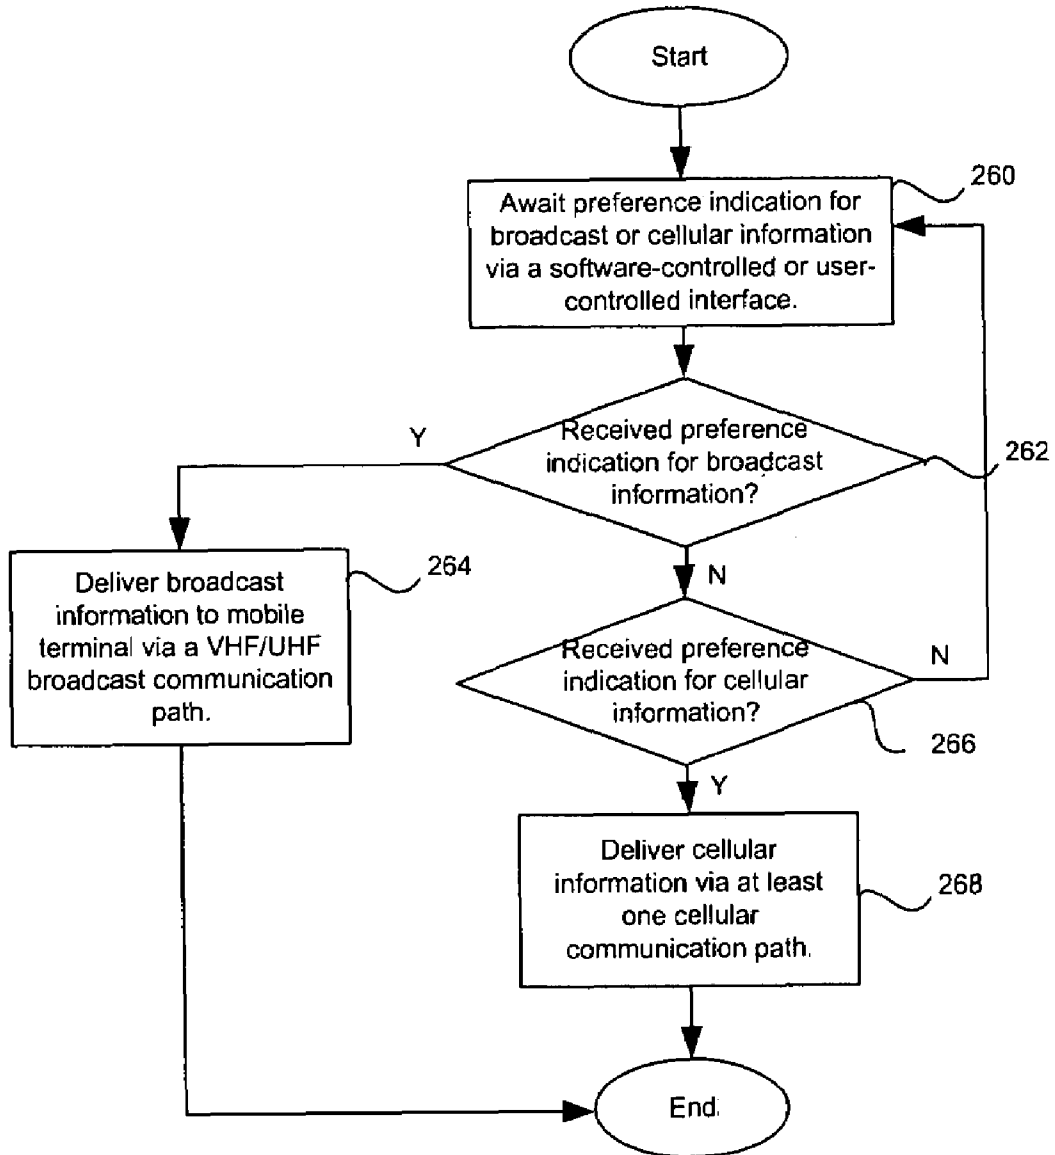 Start
260
Await preference indication for
broadcast or cellular information
via a software-controlled or user-
controlled interface.
Y
Received preference
indication for broadcast
information?
262
N
264
Deliver broadcast
information to mobile
terminal via a VHF/UHF
broadcast communication
path.
Received preference
indication for cellular
information?
N
266
Y
Deliver cellular
information via at least
one cellular
communication path.
268
End.